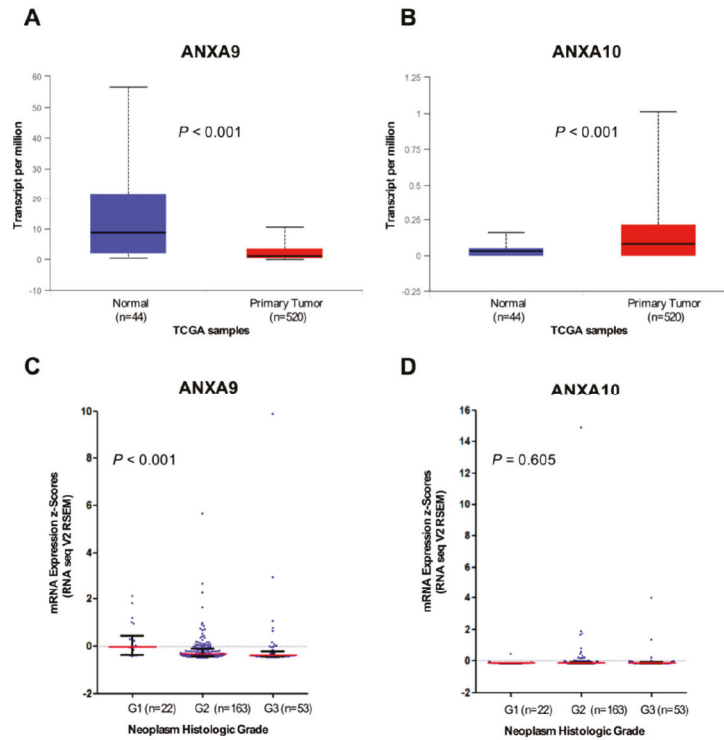 A
ANXA9
Transcript per million
60
50
40
30
20
10
0
-10
P < 0.001
Normal
(n=44)
Primary Tumor
(n=520)
TCGA samples
B
ANXA10
Transcript per million
1.25
1
0.75
0.5
0.25
0
-0.25
P < 0.001
Normal
(n=44)
Primary Tumor
(n=520)
TCGA samples
C
ANXA9
mRNA Expression z-Scores
(RNA seq V2 RSEM)
10
8
6
4
2
0
-2
P < 0.001
G1 (n=22)
G2 (n=163)
G3 (n=53)
Neoplasm Histologic Grade
D
ANXA10
mRNA Expression z-Scores
(RNA seq V2 RSEM)
16
14
12
10
8
6
4
2
0
-2
P = 0.605
G1 (n=22)
G2 (n=163)
G3 (n=53)
Neoplasm Histologic Grade